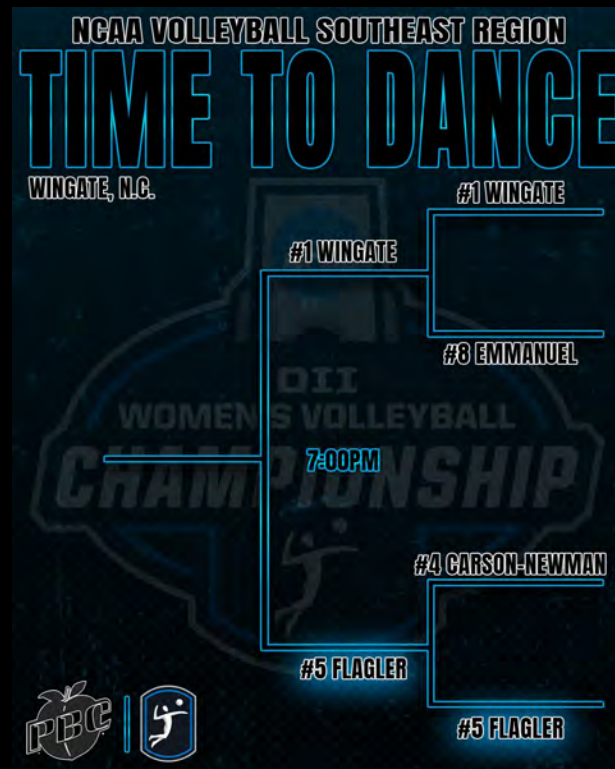 NCAA VOLLEYBALL SOUTHEAST REGION
TIME TO DANCE
WINGATE, N.C.
#1 WINGATE
#1 WINGATE
#8 EMMANUEL
DII
WOMEN'S VOLLEYBALL
CHAMPIONSHIP
7:00PM
#4 CARSON-NEWMAN
#5 FLAGLER
#5 FLAGLER
PBC